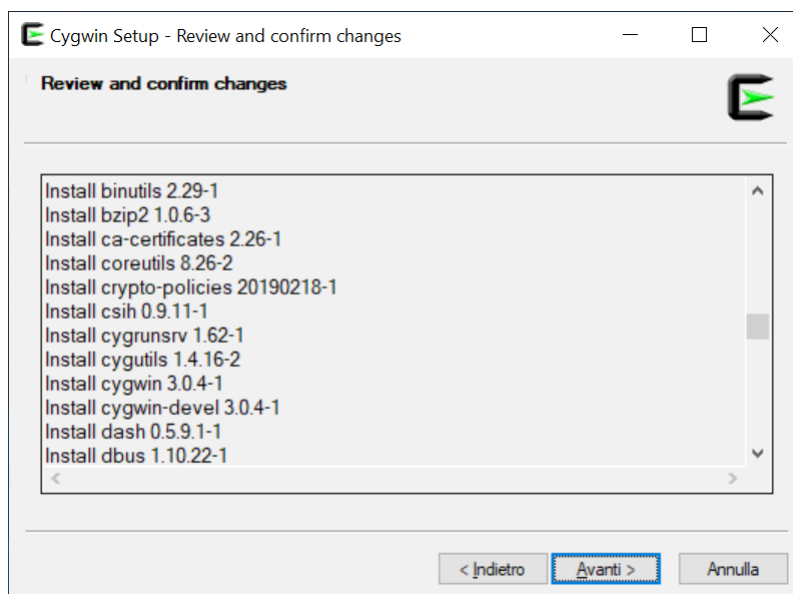 Cygwin Setup - Review and confirm changes
Review and confirm changes
Install binutils 2.29-1
Install bzip2 1.0.6-3
Install ca-certificates 2.26-1
Install coreutils 8.26-2
Install crypto-policies 20190218-1
Install csih 0.9.11-1
Install cygrunsrv 1.62-1
Install cygutils 1.4.16-2
Install cygwin 3.0.4-1
Install cygwin-devel 3.0.4-1
Install dash 0.5.9.1-1
Install dbus 1.10.22-1
< Indietro Avanti > Annulla